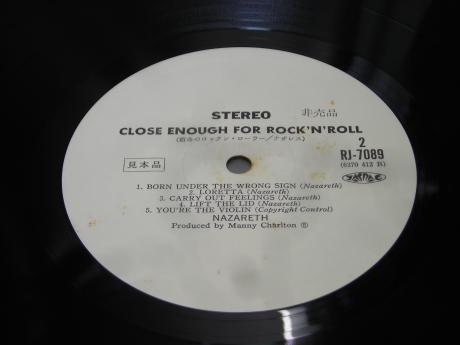 STEREO 非売品
CLOSE ENOUGH FOR ROCK'N'ROLL
2
RJ-7089
(6370 412 B)
見本品
1. BORN UNDER THE WRONG SIGN (Nazareth)
2. LORETTA (Nazareth)
3. CARRY OUT FEELINGS (Nazareth)
4. LIFT THE LID (Nazareth)
5. YOU'RE THE VIOLIN (Copyright Control)
NAZARETH
Produced by Manny Charlton Ⓟ